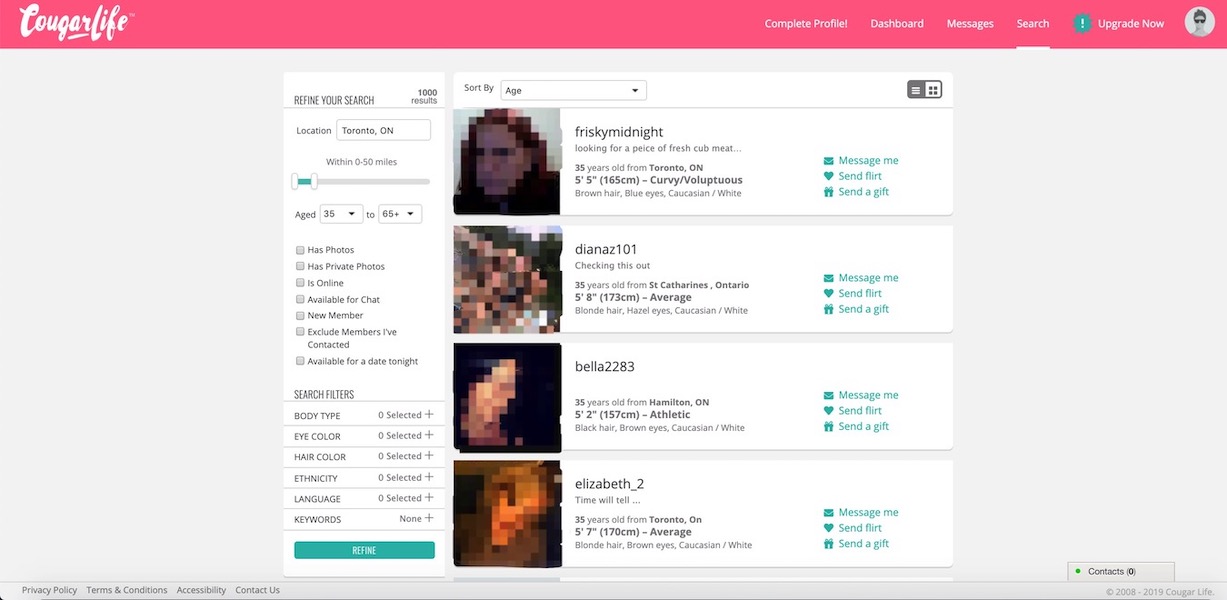 CougarLife™
Complete Profile!
Dashboard
Messages
Search
! Upgrade Now
REFINE YOUR SEARCH
1000
results
Location Toronto, ON
Within 0-50 miles
Aged 35 to 65+
Has Photos
Has Private Photos
Is Online
Available for Chat
New Member
Exclude Members I've
Contacted
Available for a date tonight
SEARCH FILTERS
BODY TYPE 0 Selected +
EYE COLOR 0 Selected +
HAIR COLOR 0 Selected +
ETHNICITY 0 Selected +
LANGUAGE 0 Selected +
KEYWORDS None +
REFINE
Sort By Age
friskymidnight
looking for a peice of fresh cub meat...
35 years old from Toronto, ON
5' 5" (165cm) – Curvy/Voluptuous
Brown hair, Blue eyes, Caucasian / White
Message me
Send flirt
Send a gift
dianaz101
Checking this out
35 years old from St Catharines , Ontario
5' 8" (173cm) – Average
Blonde hair, Hazel eyes, Caucasian / White
Message me
Send flirt
Send a gift
bella2283
35 years old from Hamilton, ON
5' 2" (157cm) – Athletic
Black hair, Brown eyes, Caucasian / White
Message me
Send flirt
Send a gift
elizabeth_2
Time will tell ...
35 years old from Toronto, On
5' 7" (170cm) – Average
Blonde hair, Brown eyes, Caucasian / White
Message me
Send flirt
Send a gift
Contacts (0)
Privacy Policy Terms & Conditions Accessibility Contact Us
© 2008 - 2019 Cougar Life.